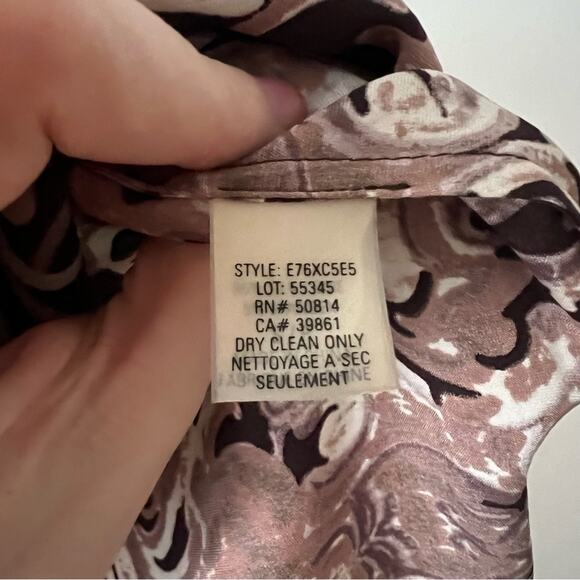 STYLE: E76XC5E5
LOT: 55345
RN# 50814
CA# 39861
DRY CLEAN ONLY
NETTOYAGE A SEC
SEULEMENT